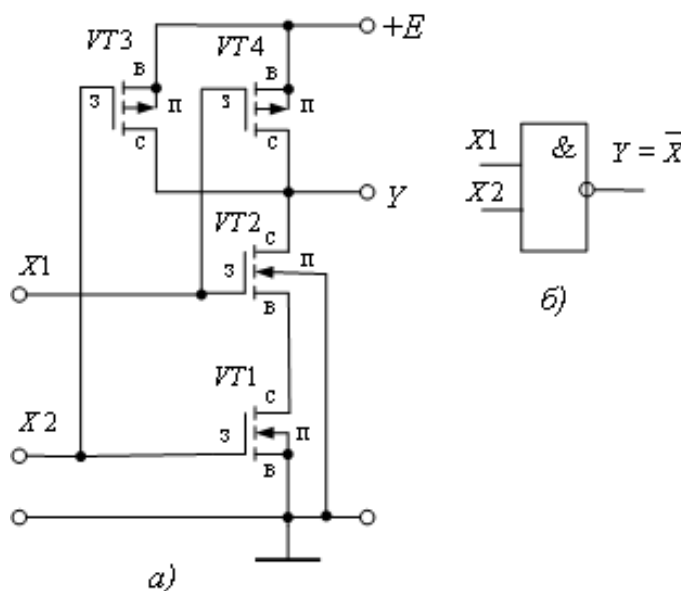 +E
VT3
VT4
в
в
з
п
з
п
с
с
Y
VT2
с
X1
з
п
в
VT1
с
X2
з
п
в
а)
X1
&
Y = X̅
X2
б)